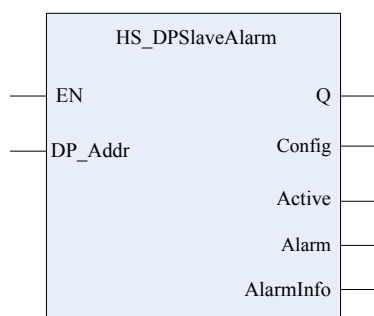 HS_DPSlaveAlarm
EN
Q
DP_Addr
Config
Active
Alarm
AlarmInfo